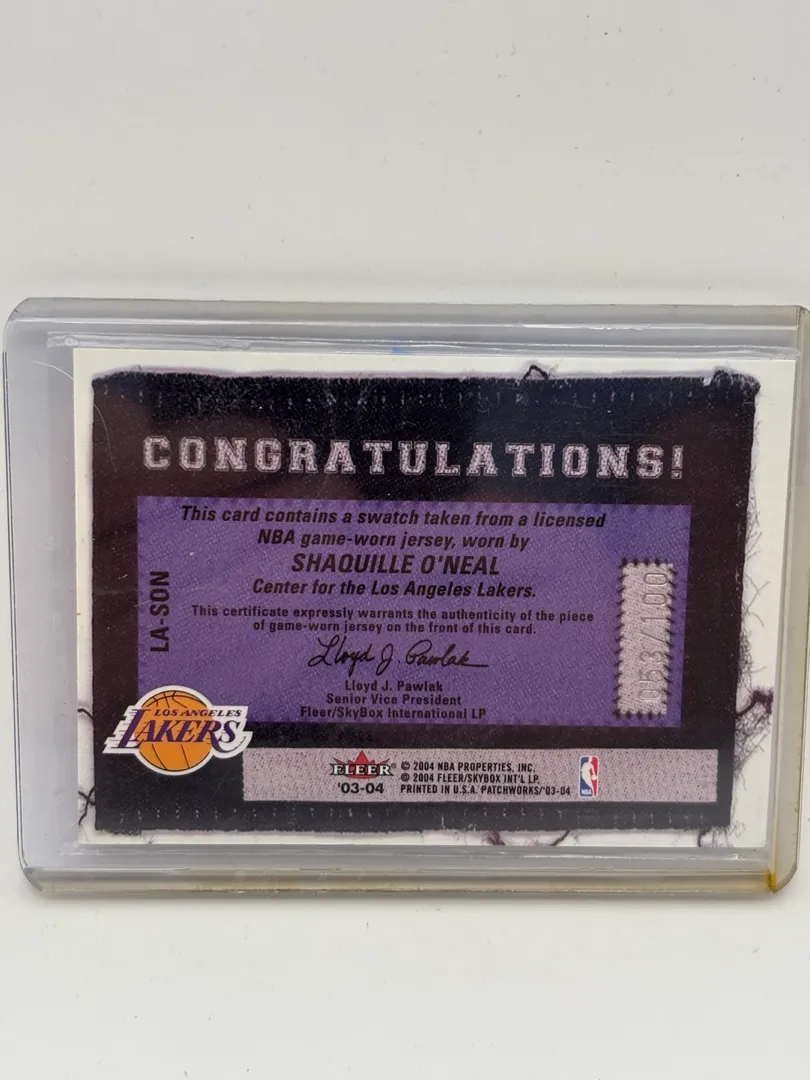 CONGRATULATIONS!
This card contains a swatch taken from a licensed
NBA game-worn jersey, worn by
SHAQUILLE O'NEAL
Center for the Los Angeles Lakers.
This certificate expressly warrants the authenticity of the piece
of game-worn jersey on the front of this card.
Lloyd J. Pawlak
Lloyd J. Pawlak
Senior Vice President
Fleer/SkyBox International LP
LA-SON
053/100
LOS ANGELES
LAKERS
FLEER®
'03-04
© 2004 NBA PROPERTIES, INC.
© 2004 FLEER/SKYBOX INT'L LP.
PRINTED IN U.S.A. PATCHWORKS/'03-04
NBA